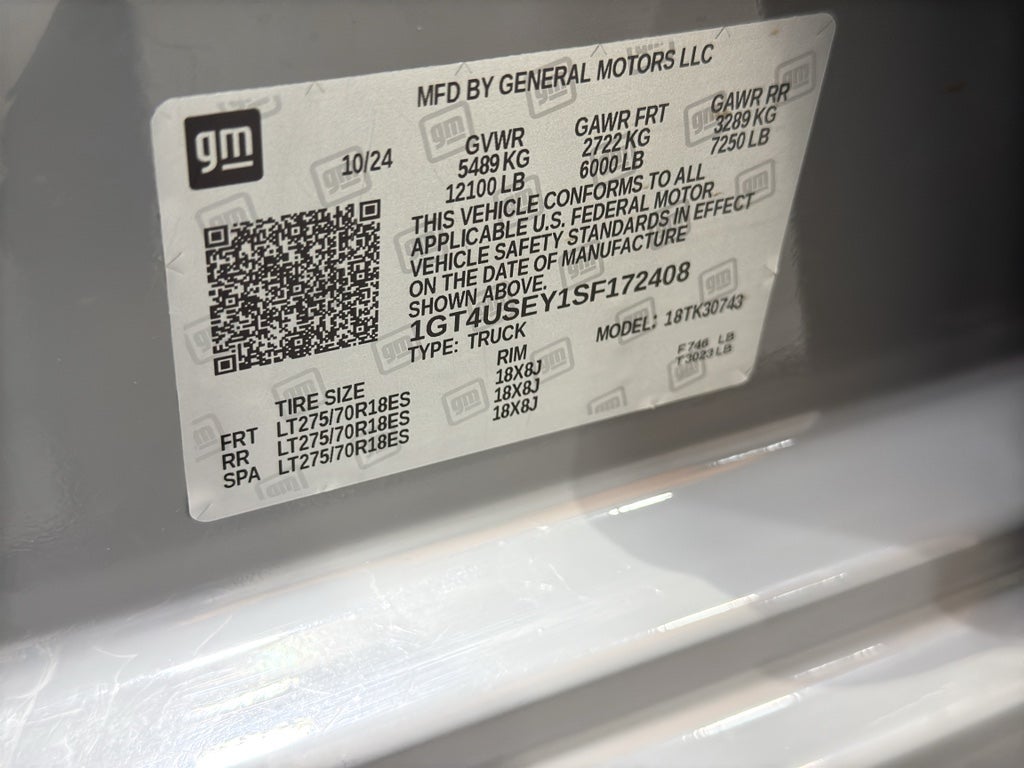 MFD BY GENERAL MOTORS LLC
gm
10/24
GVWR GAWR FRT GAWR RR
5489 KG 2722 KG 3289 KG
12100 LB 6000 LB 7250 LB
THIS VEHICLE CONFORMS TO ALL
APPLICABLE U.S. FEDERAL MOTOR
VEHICLE SAFETY STANDARDS IN EFFECT
ON THE DATE OF MANUFACTURE
SHOWN ABOVE.
1GT4USEY1SF172408
TYPE: TRUCK MODEL: 18TK30743
F 746 LB
T 3023 LB
TIRE SIZE RIM
FRT LT275/70R18ES 18X8J
RR LT275/70R18ES 18X8J
SPA LT275/70R18ES 18X8J